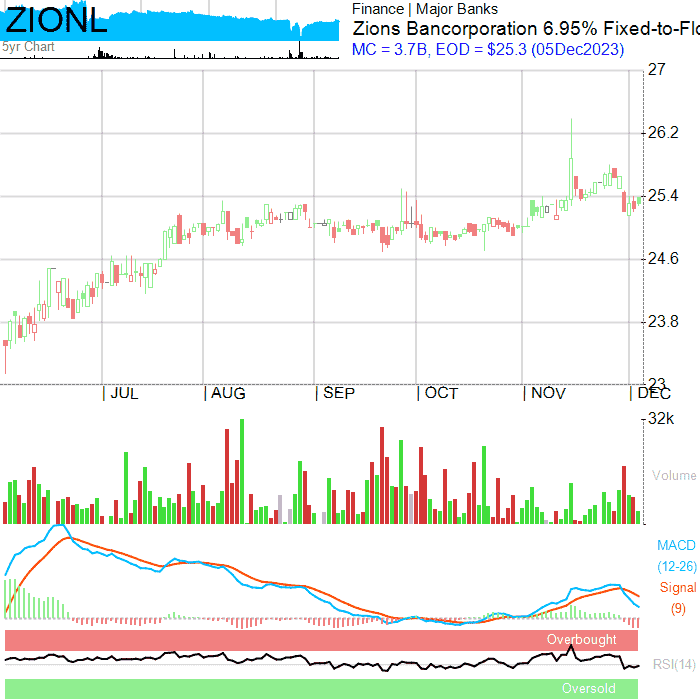 ZIONL
5yr Chart
Finance | Major Banks
Zions Bancorporation 6.95% Fixed-to-Flo
MC = 3.7B, EOD = $25.3 (05Dec2023)
27
26.2
25.4
24.6
23.8
23
| JUL | AUG | SEP | OCT | NOV | DEC
32k
Volume
MACD
(12-26)
Signal
(9)
Overbought
RSI(14)
Oversold